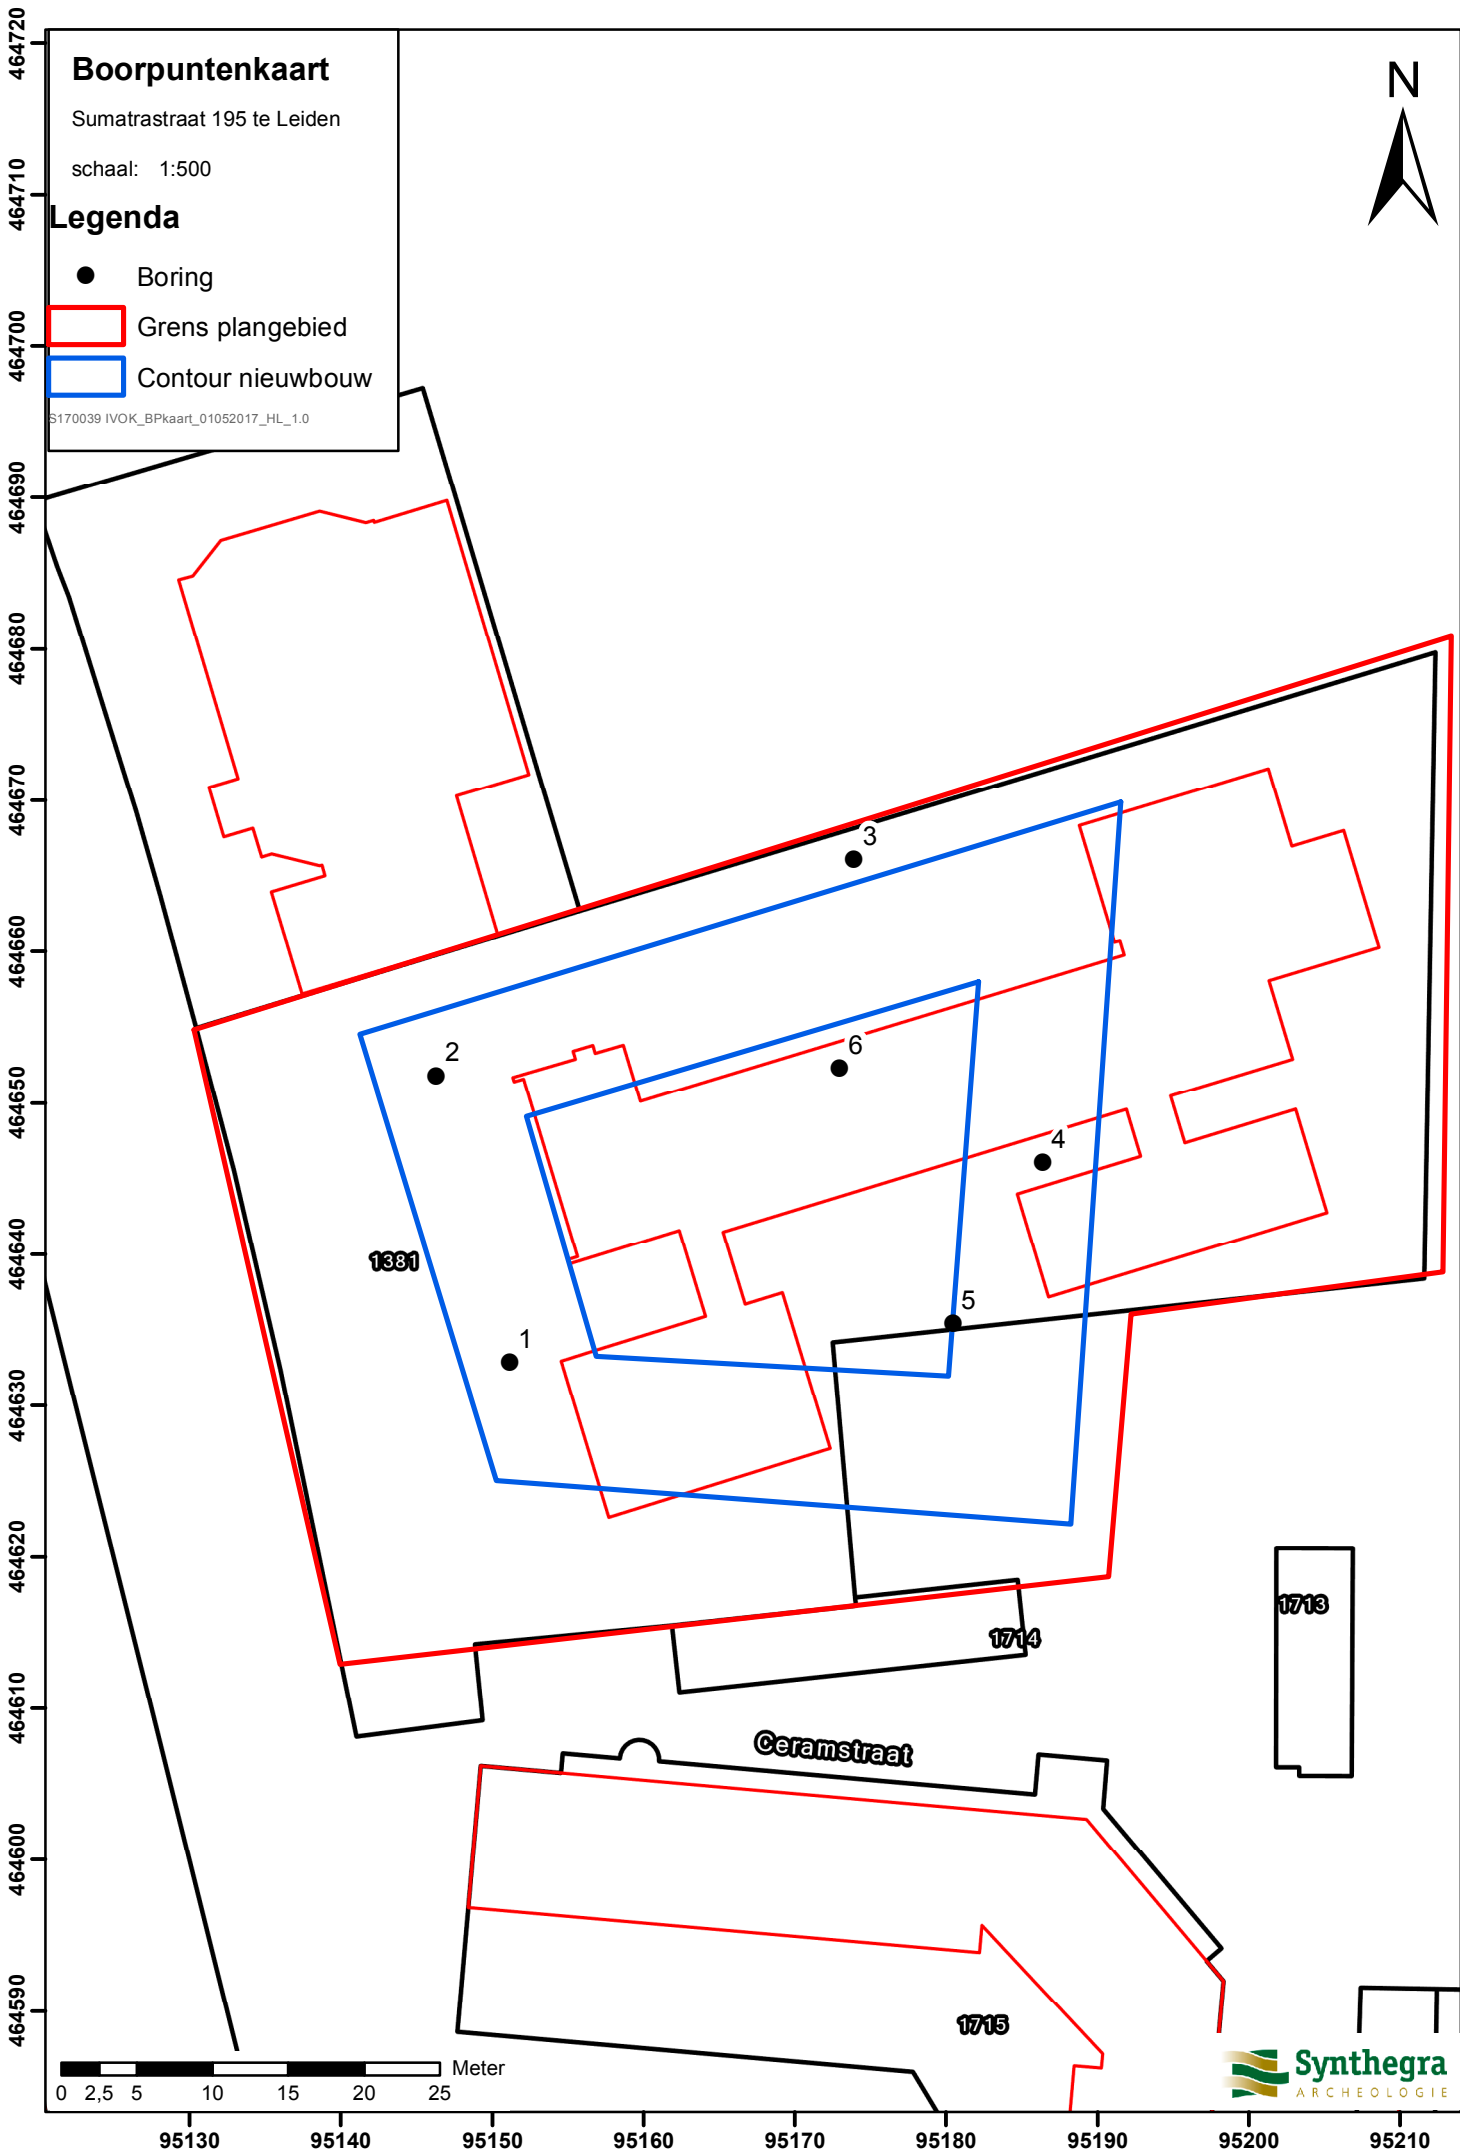 Boorpuntenkaart
Sumatrastraat 195 te Leiden
schaal: 1:500
Legenda
Boring
Grens plangebied
Contour nieuwbouw
S170039 IVOK_BPkaart_01052017_HL_1.0
N
464720
464710
464700
464690
464680
464670
464660
464650
464640
464630
464620
464610
464600
464590
3
2
6
4
1381
5
1
1713
1714
Ceramstraat
1715
Meter
0 2,5 5 10 15 20 25
Synthegra
ARCHEOLOGIE
95130 95140 95150 95160 95170 95180 95190 95200 95210